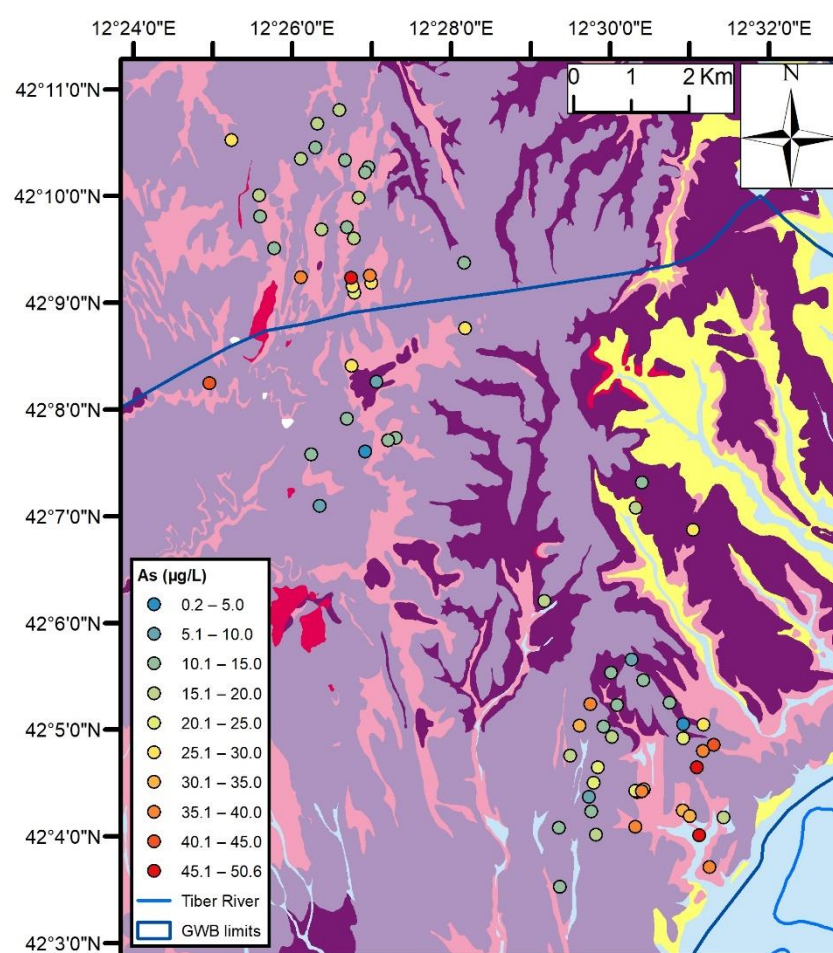 12°24'0"E 12°26'0"E 12°28'0"E 12°30'0"E 12°32'0"E
0 1 2 Km
N
42°11'0"N
42°10'0"N
42°9'0"N
42°8'0"N
42°7'0"N
42°6'0"N
42°5'0"N
42°4'0"N
42°3'0"N
As (µg/L)
0.2 – 5.0
5.1 – 10.0
10.1 – 15.0
15.1 – 20.0
20.1 – 25.0
25.1 – 30.0
30.1 – 35.0
35.1 – 40.0
40.1 – 45.0
45.1 – 50.6
Tiber River
GWB limits